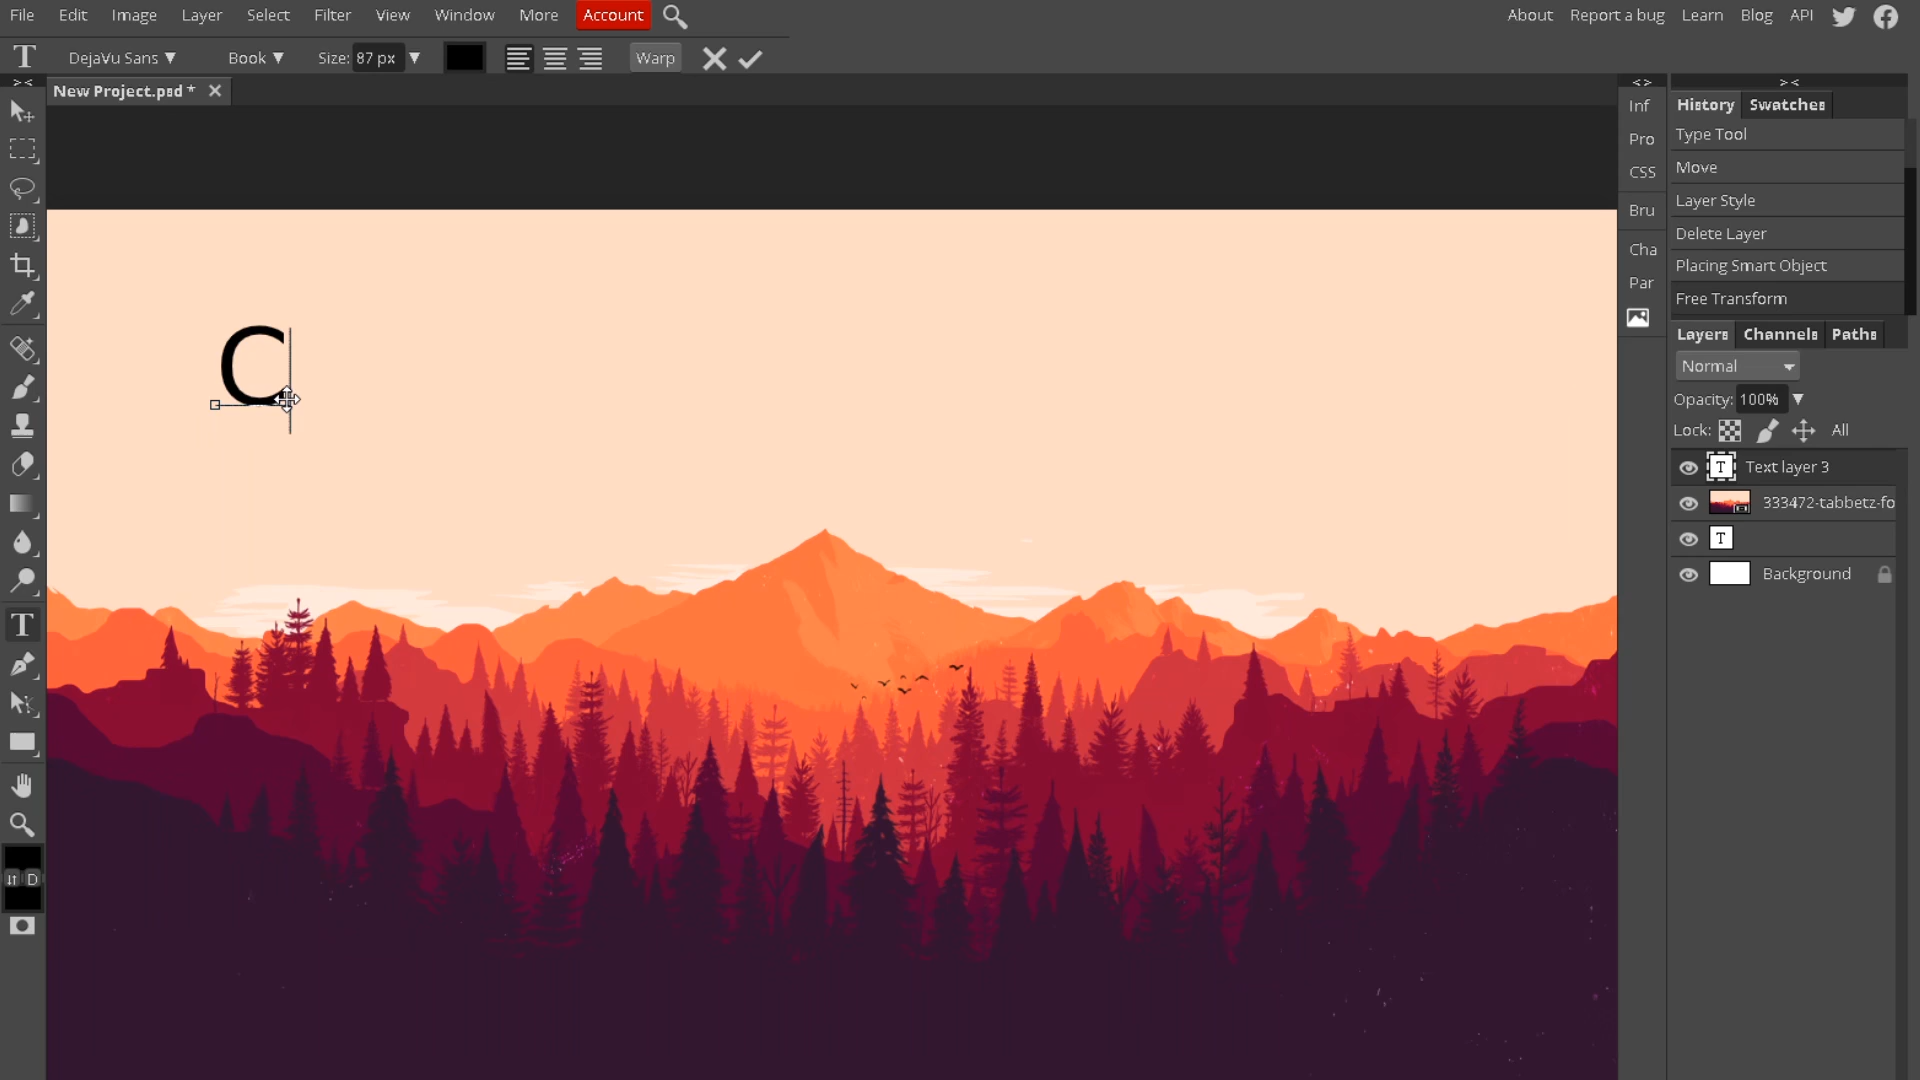 File Edit Image Layer Select Filter View Window More Account About Report a bug Learn Blog API
T DejaVu Sans ▼ Book ▼ Size: 87 px ▼ Warp
>< <> ><
New Project.psd * ✕
Inf
Pro
CSS
Bru
Cha
Par
History Swatches
Type Tool
Move
Layer Style
Delete Layer
Placing Smart Object
Free Transform
Layers Channels Paths
Normal
Opacity: 100% ▼
Lock: All
T Text layer 3
333472-tabbetz-fo
T
Background
C
T
D